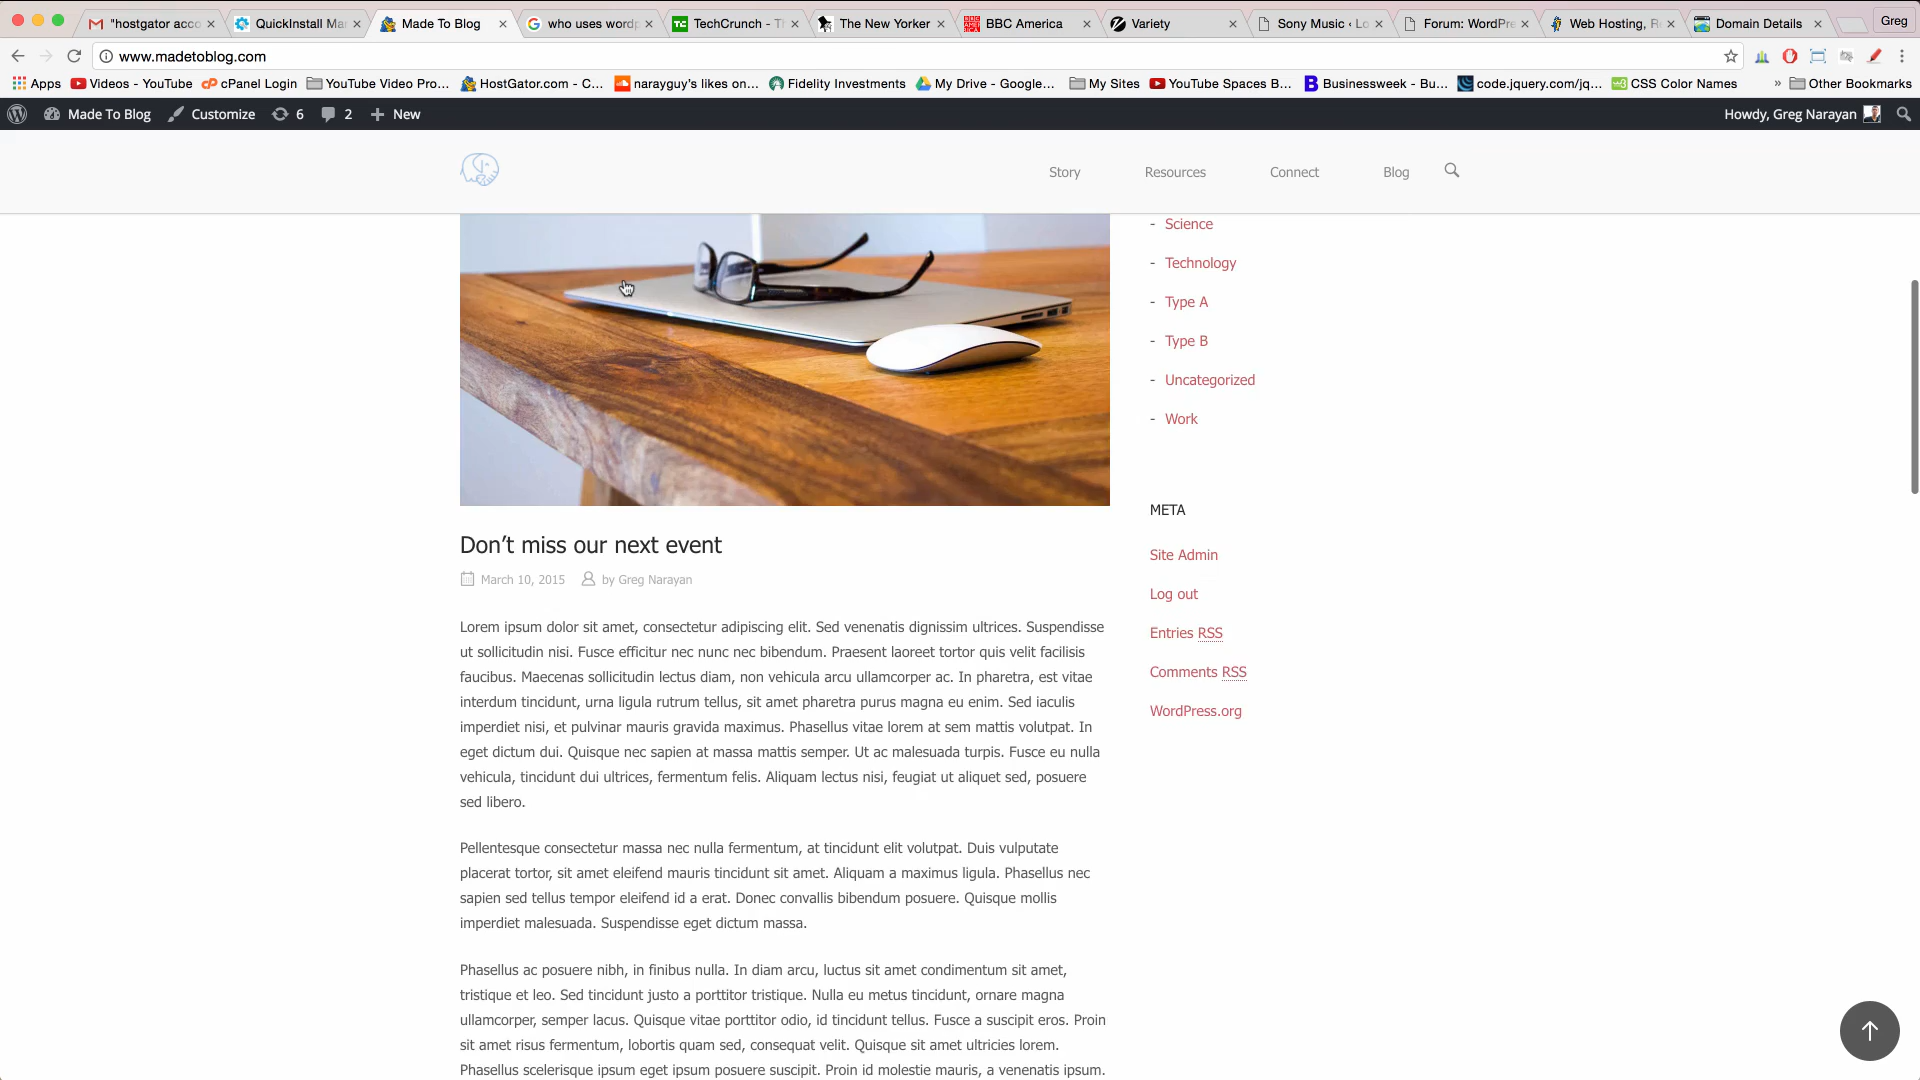 "hostgator acco
QuickInstall Ma
Made To Blog
who uses wordp
TechCrunch - Th
The New Yorker
BBC America
Variety
Sony Music ‹ Lo
Forum: WordPre
Web Hosting, Re
Domain Details
Greg
www.madetoblog.com
Apps
Videos - YouTube
cPanel Login
YouTube Video Pro...
HostGator.com - C...
narayguy's likes on...
Fidelity Investments
My Drive - Google...
My Sites
YouTube Spaces B...
Businessweek - Bu...
code.jquery.com/jq...
CSS Color Names
»
Other Bookmarks
Made To Blog
Customize
6
2
New
Howdy, Greg Narayan
Story
Resources
Connect
Blog
- Science
- Technology
- Type A
- Type B
- Uncategorized
- Work
META
Site Admin
Log out
Entries RSS
Comments RSS
WordPress.org
Don’t miss our next event
March 10, 2015 by Greg Narayan
Lorem ipsum dolor sit amet, consectetur adipiscing elit. Sed venenatis dignissim ultrices. Suspendisse
ut sollicitudin nisi. Fusce efficitur nec nunc nec bibendum. Praesent laoreet tortor quis velit facilisis
faucibus. Maecenas sollicitudin lectus diam, non vehicula arcu ullamcorper ac. In pharetra, est vitae
interdum tincidunt, urna ligula rutrum tellus, sit amet pharetra purus magna eu enim. Sed iaculis
imperdiet nisi, et pulvinar mauris gravida maximus. Phasellus vitae lorem at sem mattis volutpat. In
eget dictum dui. Quisque nec sapien at massa mattis semper. Ut ac malesuada turpis. Fusce eu nulla
vehicula, tincidunt dui ultrices, fermentum felis. Aliquam lectus nisi, feugiat ut aliquet sed, posuere
sed libero.
Pellentesque consectetur massa nec nulla fermentum, at tincidunt elit volutpat. Duis vulputate
placerat tortor, sit amet eleifend mauris tincidunt sit amet. Aliquam a maximus ligula. Phasellus nec
sapien sed tellus tempor eleifend id a erat. Donec convallis bibendum posuere. Quisque mollis
imperdiet malesuada. Suspendisse eget dictum massa.
Phasellus ac posuere nibh, in finibus nulla. In diam arcu, luctus sit amet condimentum sit amet,
tristique et leo. Sed tincidunt justo a porttitor tristique. Nulla eu metus tincidunt, ornare magna
ullamcorper, semper lacus. Quisque vitae porttitor odio, id tincidunt tellus. Fusce a suscipit eros. Proin
sit amet risus fermentum, lobortis quam sed, consequat velit. Quisque sit amet ultricies lorem.
Phasellus scelerisque ipsum eget ipsum posuere suscipit. Proin id molestie mauris, a venenatis ipsum.